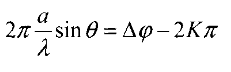 2π a/λ sin θ = Δφ − 2Kπ